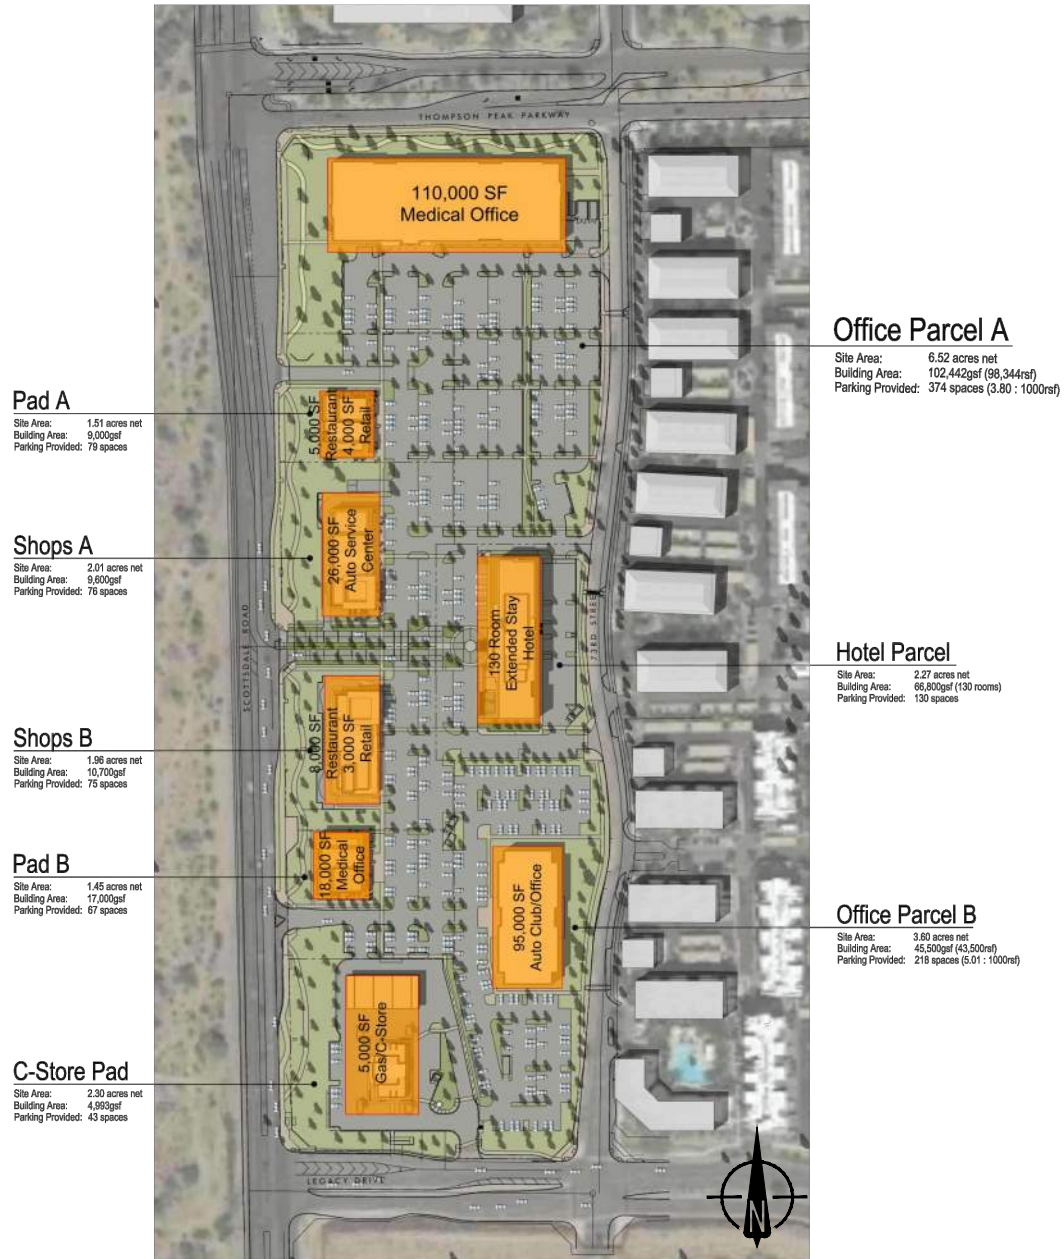 THOMPSON PEAK PARKWAY
110,000 SF
Medical Office
Office Parcel A
Site Area: 6.52 acres net
Building Area: 102,442gsf (98,344rsf)
Parking Provided: 374 spaces (3.80 : 1000rsf)
Pad A
Site Area: 1.51 acres net
Building Area: 9,000gsf
Parking Provided: 79 spaces
5,000 SF
Restaurant
4,000 SF
Retail
Shops A
Site Area: 2.01 acres net
Building Area: 9,600gsf
Parking Provided: 76 spaces
26,000 SF
Auto Service
Center
SCOTTSDALE ROAD
73RD STREET
130 Room
Extended Stay
Hotel
Hotel Parcel
Site Area: 2.27 acres net
Building Area: 66,800gsf (130 rooms)
Parking Provided: 130 spaces
Shops B
Site Area: 1.96 acres net
Building Area: 10,700gsf
Parking Provided: 75 spaces
8,000 SF
Restaurant
3,000 SF
Retail
Pad B
Site Area: 1.45 acres net
Building Area: 17,000gsf
Parking Provided: 67 spaces
18,000 SF
Medical
Office
95,000 SF
Auto Club/Office
Office Parcel B
Site Area: 3.60 acres net
Building Area: 45,500gsf (43,500rsf)
Parking Provided: 218 spaces (5.01 : 1000rsf)
C-Store Pad
Site Area: 2.30 acres net
Building Area: 4,993gsf
Parking Provided: 43 spaces
5,000 SF
Gas/C-Store
LEGACY DRIVE
N